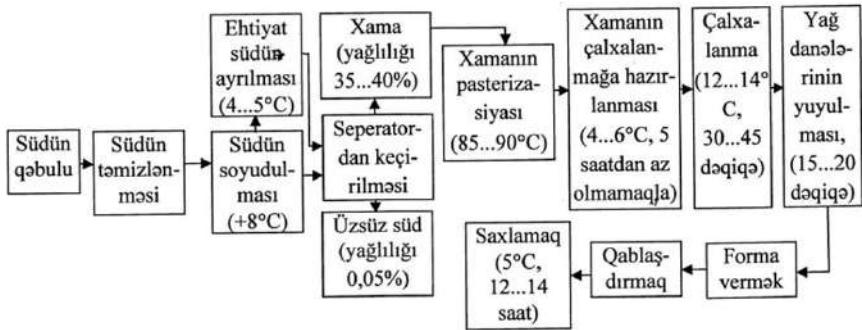 Südün
qəbulu
Südün
təmizlən-
məsi
Ehtiyat
südün
ayrılması
(4...5°C)
Südün
soyudul-
ması
(+8°C)
Xama
(yağlılığı
35...40%)
Seperator-
dan keçi-
rilməsi
Üzsüz süd
(yağlılığı
0,05%)
Xamanın
pasteriza-
siyası
(85...90°C)
Xamanın
çalxalan-
mağa hazır-
lanması
(4...6°C, 5
saatdan az
olmamaqla)
Çalxa-
lanma
(12...14°
C,
30...45
dəqiqə)
Yağ
danələ-
rinin
yuyul-
ması,
(15...20
dəqiqə)
Forma
vermək
Qablaş-
dırmaq
Saxlamaq
(5°C,
12...14
saat)